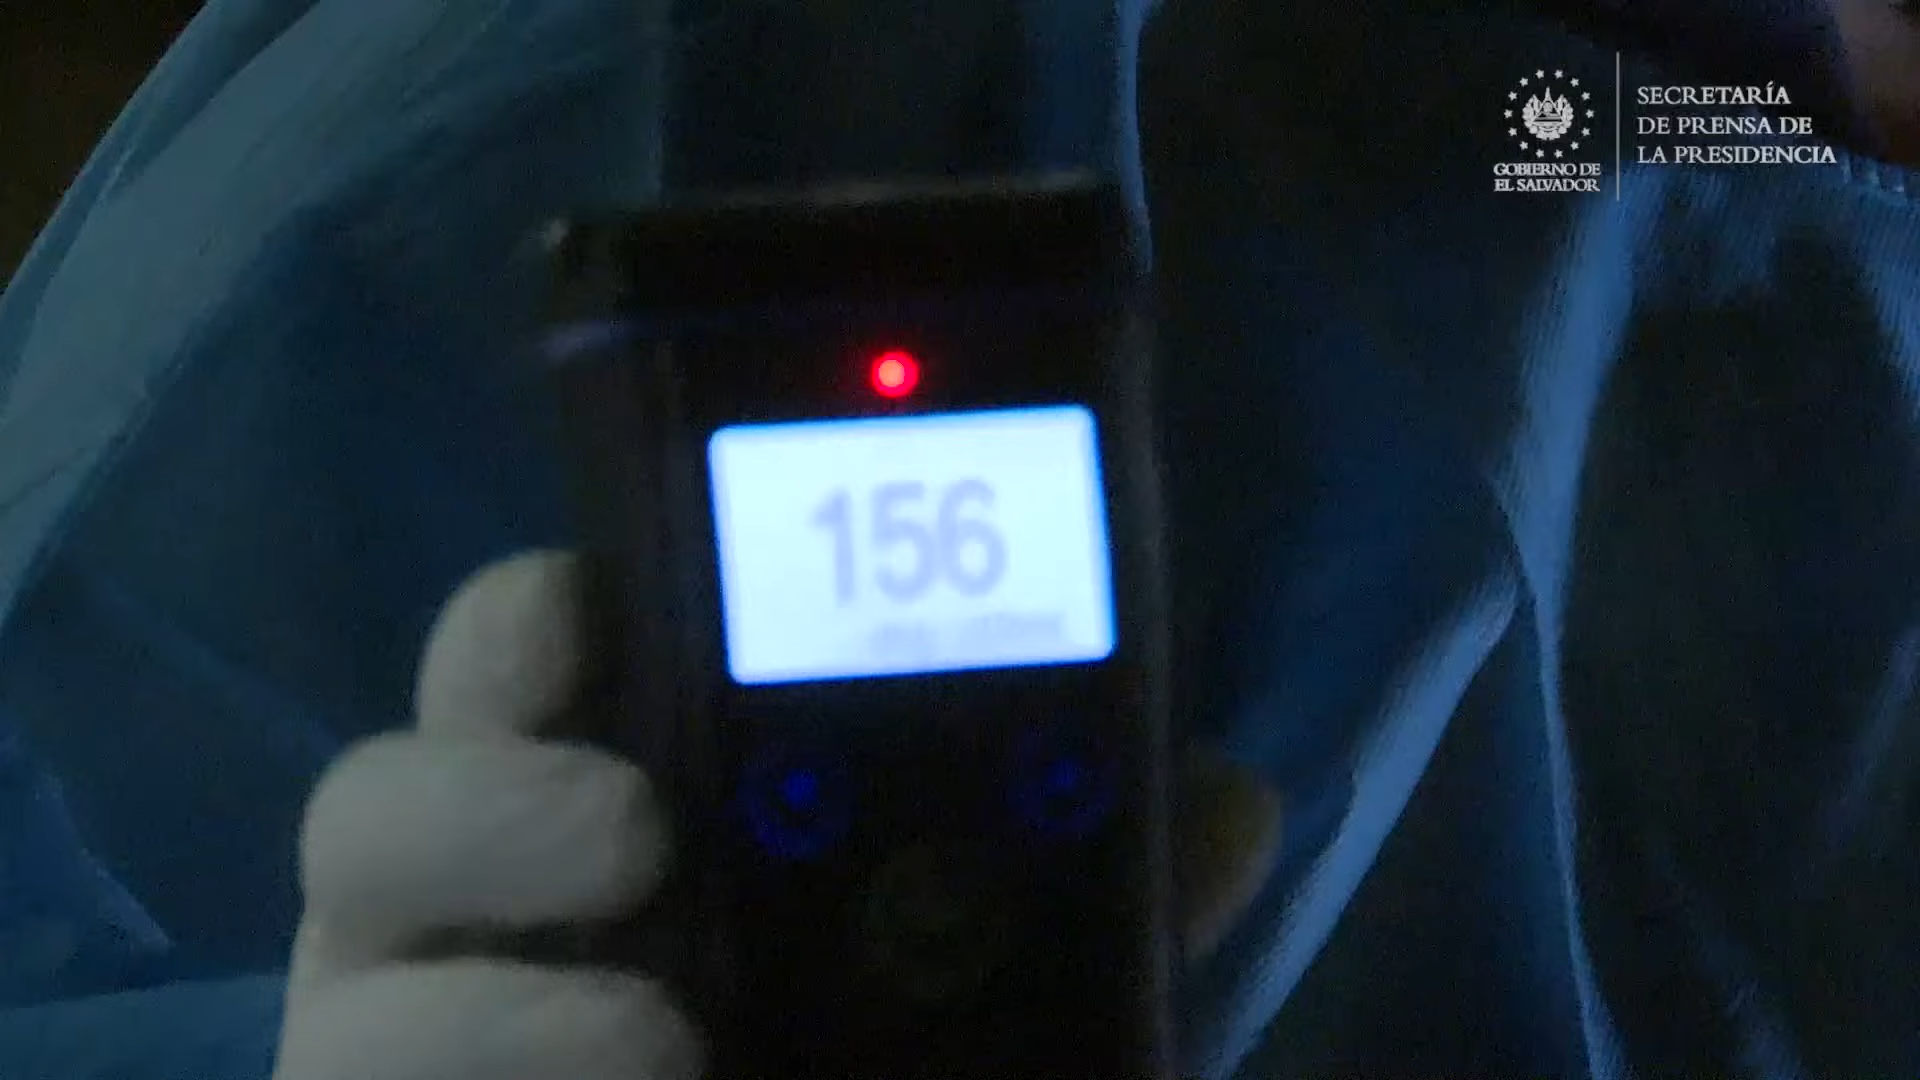 SECRETARÍA
DE PRENSA DE
LA PRESIDENCIA
GOBIERNO DE
EL SALVADOR
156